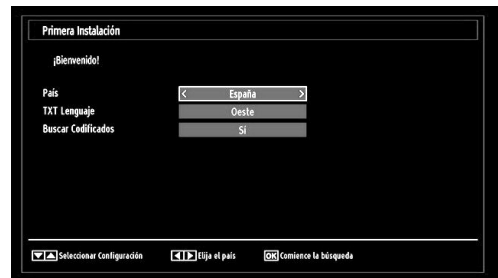 Primera Instalación
¡Bienvenido!
País < España >
TXT Lenguaje Oeste
Buscar Codificados Sí
Seleccionar Configuración Elija el país OK Comience la búsqueda